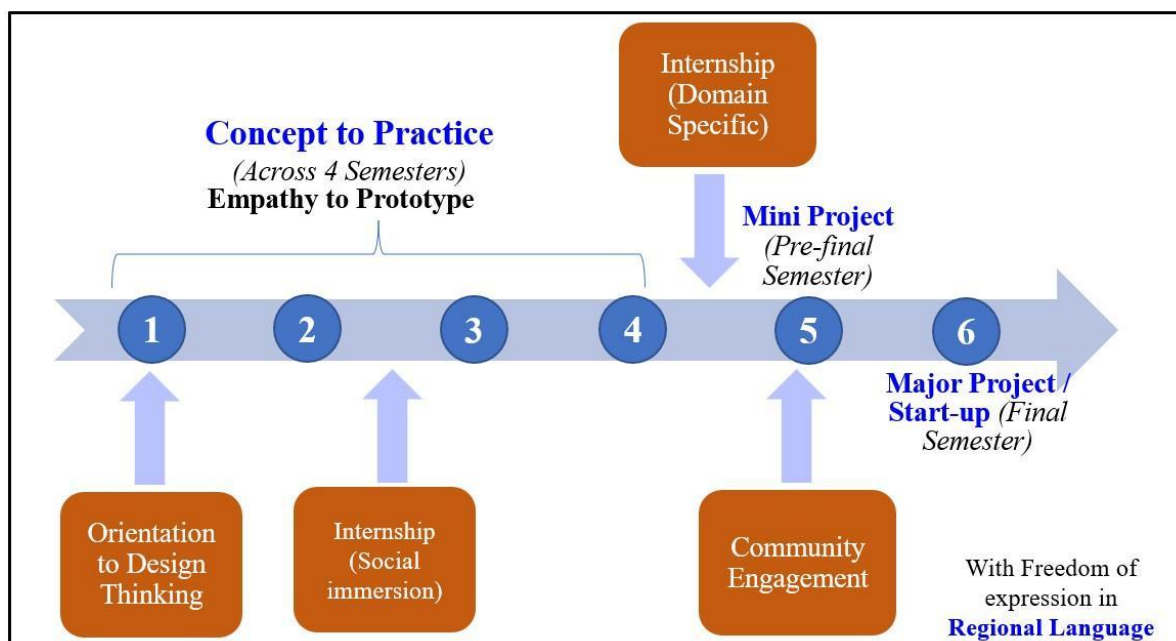 Internship
(Domain
Specific)
Concept to Practice
(Across 4 Semesters)
Empathy to Prototype
Mini Project
(Pre-final
Semester)
1
2
3
4
5
6
Major Project /
Start-up (Final
Semester)
Orientation
to Design
Thinking
Internship
(Social
immersion)
Community
Engagement
With Freedom of
expression in
Regional Language